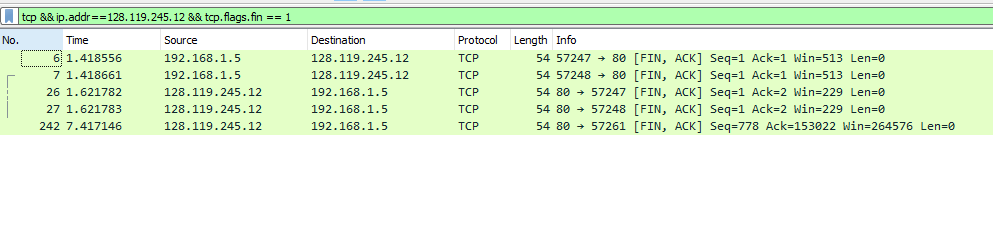 tcp && ip.addr==128.119.245.12 && tcp.flags.fin == 1
No. Time Source Destination Protocol Length Info
6 1.418556 192.168.1.5 128.119.245.12 TCP 54 57247 → 80 [FIN, ACK] Seq=1 Ack=1 Win=513 Len=0
7 1.418661 192.168.1.5 128.119.245.12 TCP 54 57248 → 80 [FIN, ACK] Seq=1 Ack=1 Win=513 Len=0
26 1.621782 128.119.245.12 192.168.1.5 TCP 54 80 → 57247 [FIN, ACK] Seq=1 Ack=2 Win=229 Len=0
27 1.621783 128.119.245.12 192.168.1.5 TCP 54 80 → 57248 [FIN, ACK] Seq=1 Ack=2 Win=229 Len=0
242 7.417146 128.119.245.12 192.168.1.5 TCP 54 80 → 57261 [FIN, ACK] Seq=778 Ack=153022 Win=264576 Len=0